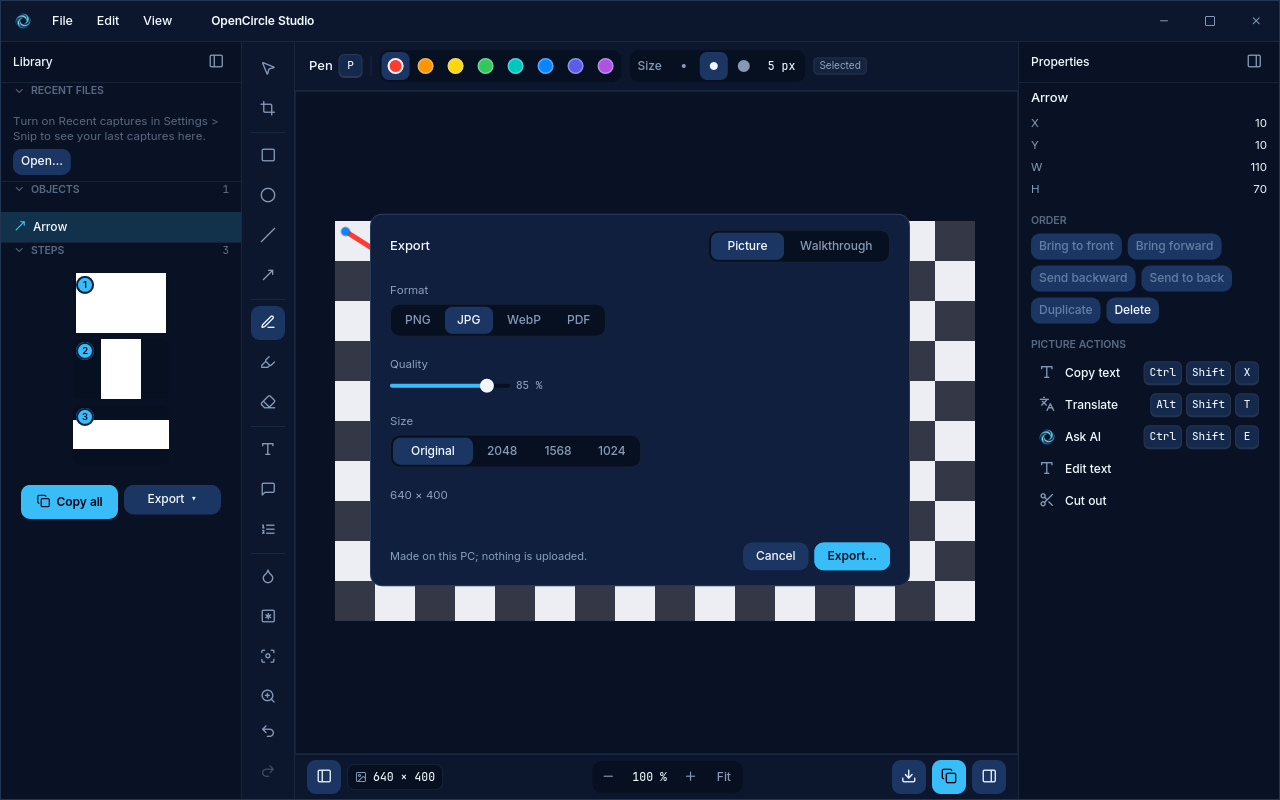 File Edit View OpenCircle Studio
Library
RECENT FILES
Turn on Recent captures in Settings >
Snip to see your last captures here.
Open...
OBJECTS 1
Arrow
STEPS 3
1
2
3
Copy all Export
Pen P Size 5 px Selected
Export Picture Walkthrough
Format
PNG JPG WebP PDF
Quality
85 %
Size
Original 2048 1568 1024
640 × 400
Made on this PC; nothing is uploaded. Cancel Export...
640 × 400 100 % Fit
Properties
Arrow
X 10
Y 10
W 110
H 70
ORDER
Bring to front Bring forward
Send backward Send to back
Duplicate Delete
PICTURE ACTIONS
Copy text Ctrl Shift X
Translate Alt Shift T
Ask AI Ctrl Shift E
Edit text
Cut out